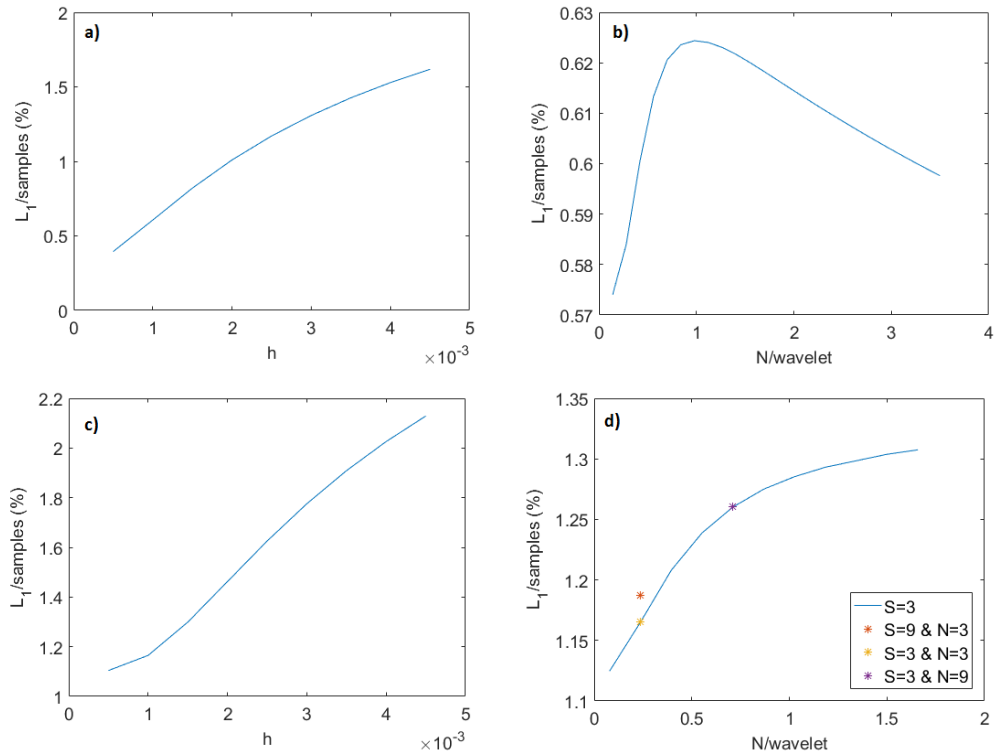 a)
L1/samples (%)
2
1.5
1
0.5
0
0 1 2 3 4 5
h
×10-3
b)
L1/samples (%)
0.63
0.62
0.61
0.6
0.59
0.58
0.57
0 1 2 3 4
N/wavelet
c)
L1/samples (%)
2.2
2
1.8
1.6
1.4
1.2
1
0 1 2 3 4 5
h
×10-3
d)
L1/samples (%)
1.35
1.3
1.25
1.2
1.15
1.1
0 0.5 1 1.5 2
N/wavelet
S=3
S=9 & N=3
S=3 & N=3
S=3 & N=9